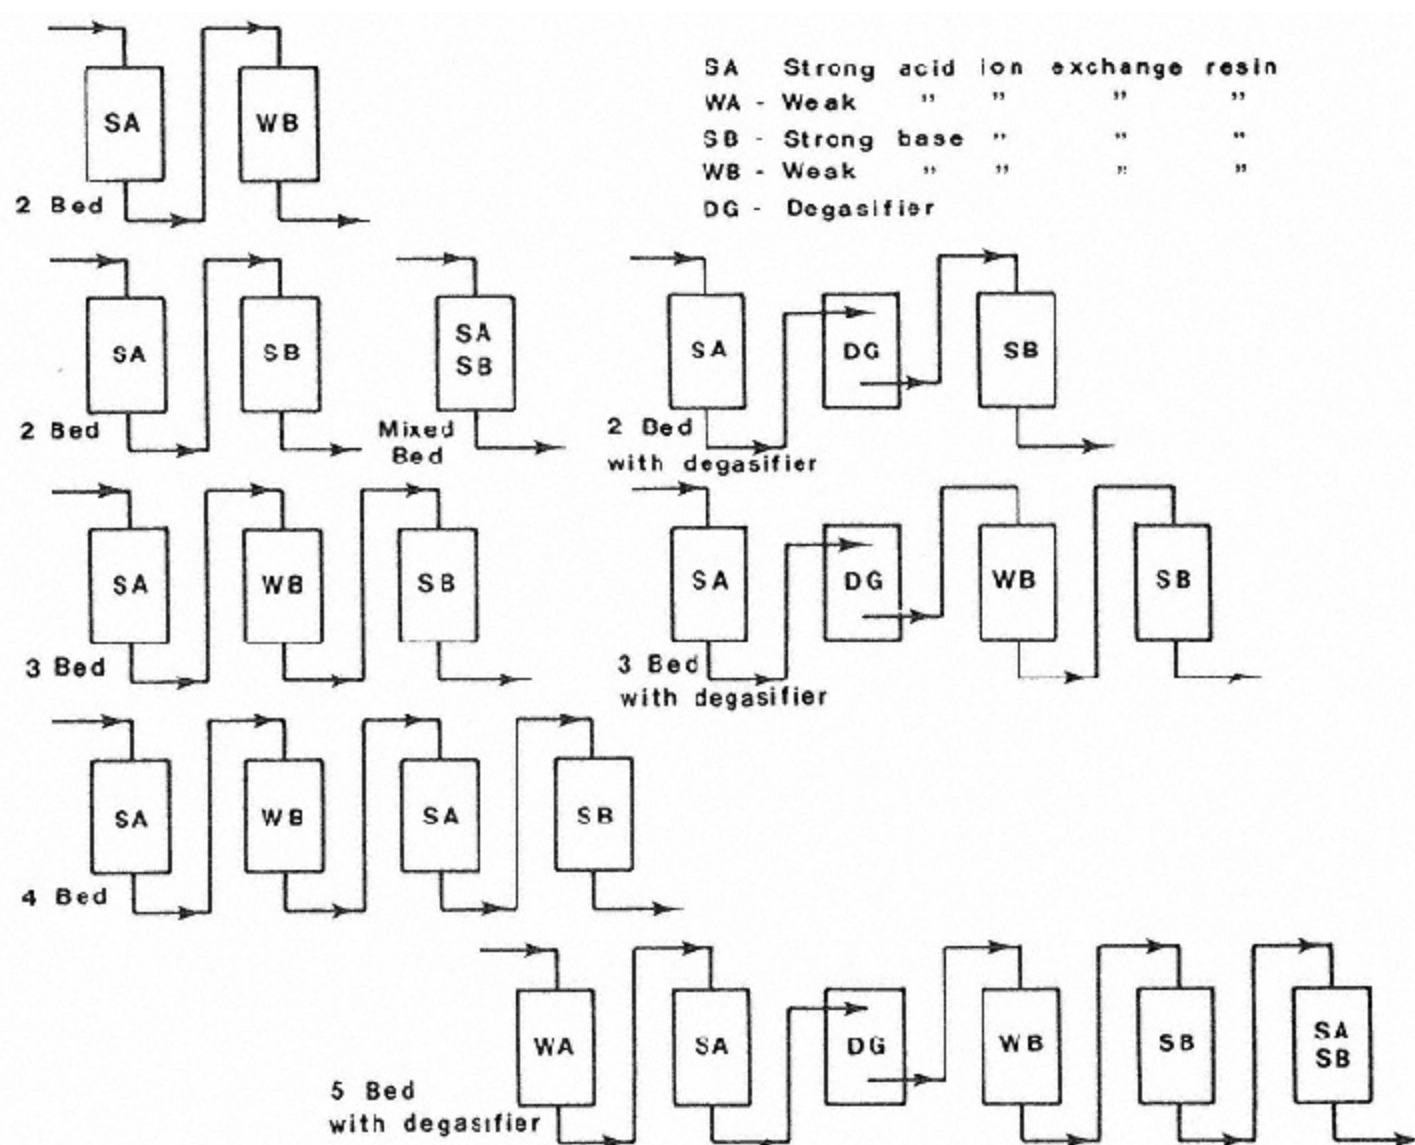 SA WB
2 Bed
SA Strong acid ion exchange resin
WA - Weak " " " "
SB - Strong base " " "
WB - Weak " " " "
DG - Degasifier
SA SB
2 Bed
SA
SB
Mixed
Bed
SA DG SB
2 Bed
with degasifier
SA WB SB
3 Bed
SA DG WB SB
3 Bed
with degasifier
SA WB SA SB
4 Bed
WA SA DG WB SB SA
SB
5 Bed
with degasifier